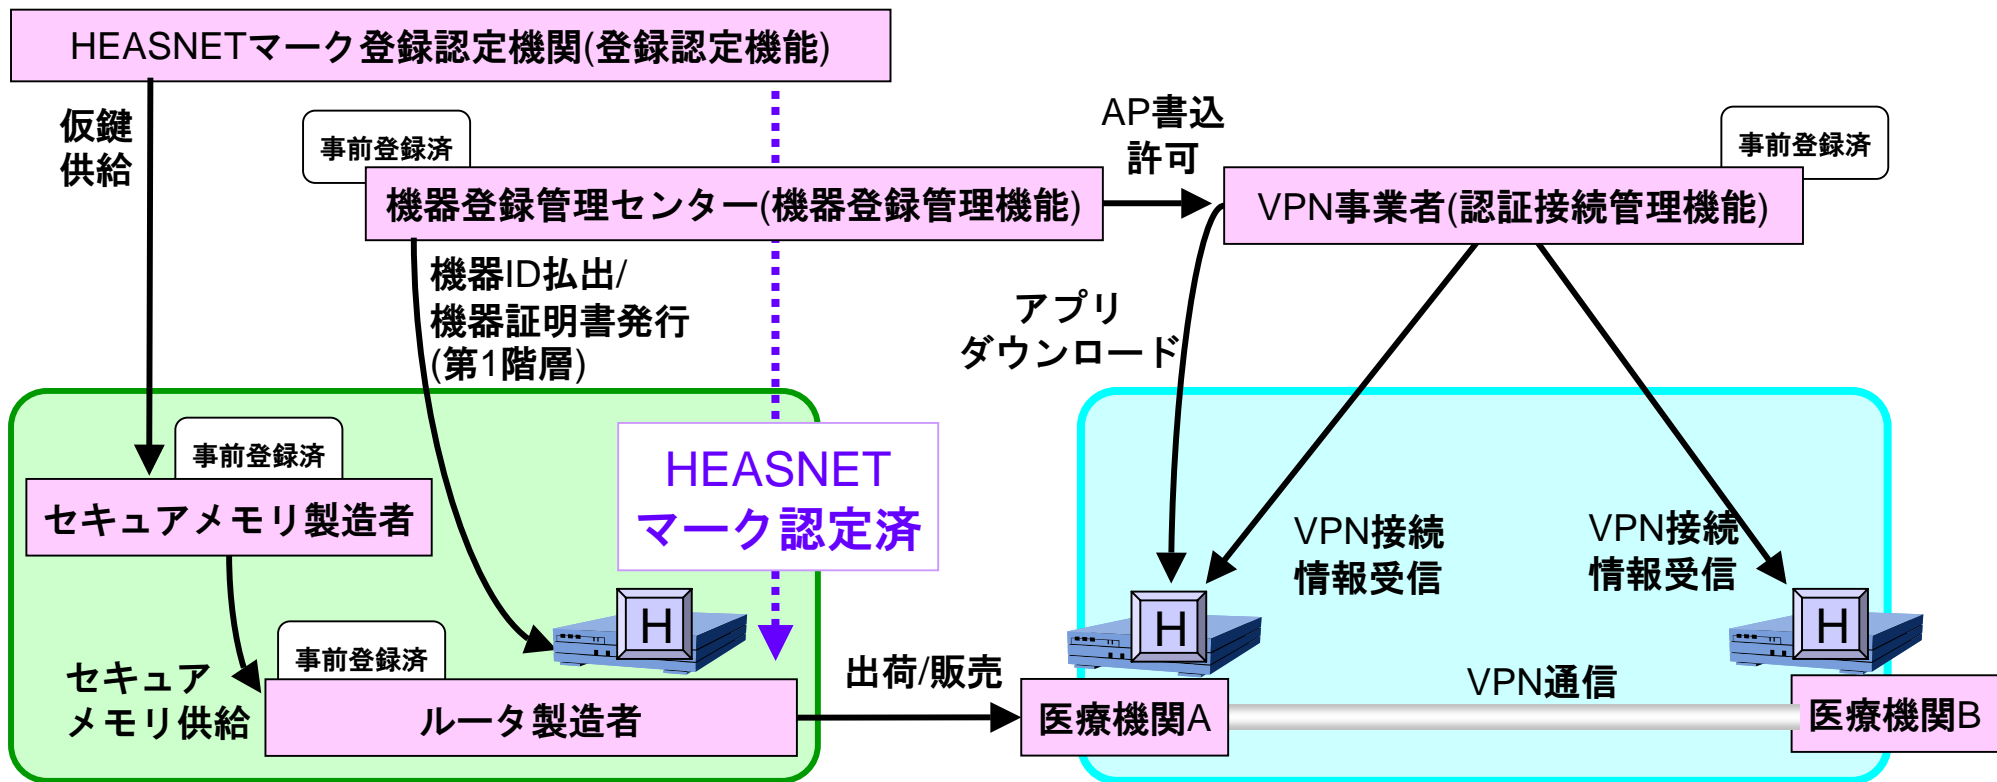 HEASNETマーク登録認定機関(登録認定機能)
仮鍵
供給
事前登録済
機器登録管理センター(機器登録管理機能)
AP書込
許可
事前登録済
VPN事業者(認証接続管理機能)
機器ID払出/
機器証明書発行
(第1階層)
アプリ
ダウンロード
事前登録済
セキュアメモリ製造者
HEASNET
マーク認定済
VPN接続
情報受信
VPN接続
情報受信
H
H
H
事前登録済
セキュア
メモリ供給
ルータ製造者
出荷/販売
医療機関A
VPN通信
医療機関B